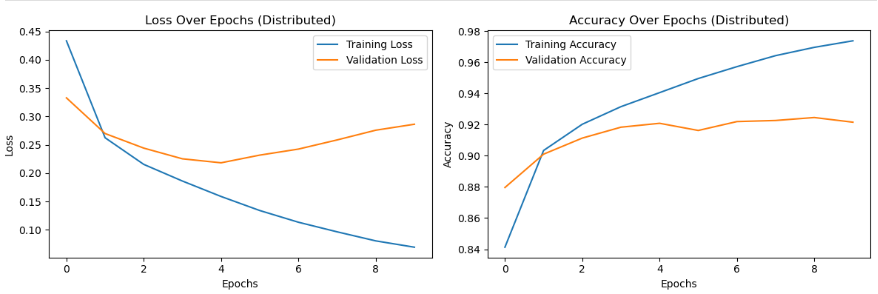 Loss Over Epochs (Distributed)
0.45
0.40
0.35
0.30
0.25
0.20
0.15
0.10
Loss
Training Loss
Validation Loss
0 2 4 6 8
Epochs
Accuracy Over Epochs (Distributed)
0.98
0.96
0.94
0.92
0.90
0.88
0.86
0.84
Accuracy
Training Accuracy
Validation Accuracy
0 2 4 6 8
Epochs